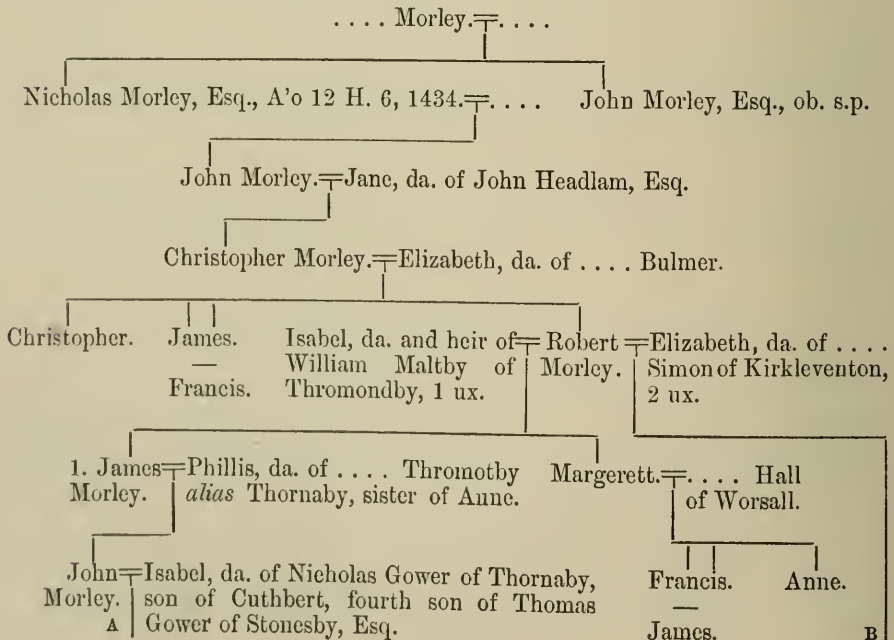 . . . . Morley. . . . .
Nicholas Morley, Esq., A'o 12 H. 6, 1434. . . . . John Morley, Esq., ob. s.p.
John Morley. Jane, da. of John Headlam, Esq.
Christopher Morley. Elizabeth, da. of . . . . Bulmer.
Christopher. James. Isabel, da. and heir of Robert Elizabeth, da. of . . . .
— William Maltby of Morley. Simon of Kirkleventon,
Francis. Thromondby, 1 ux. 2 ux.
1. James Phillis, da. of . . . . Thromotby Margerett. . . . . Hall
Morley. alias Thornaby, sister of Anne. of Worsall.
John Isabel, da. of Nicholas Gower of Thornaby, Francis. Anne.
Morley. son of Cuthbert, fourth son of Thomas —
A Gower of Stonesby, Esq. James. B